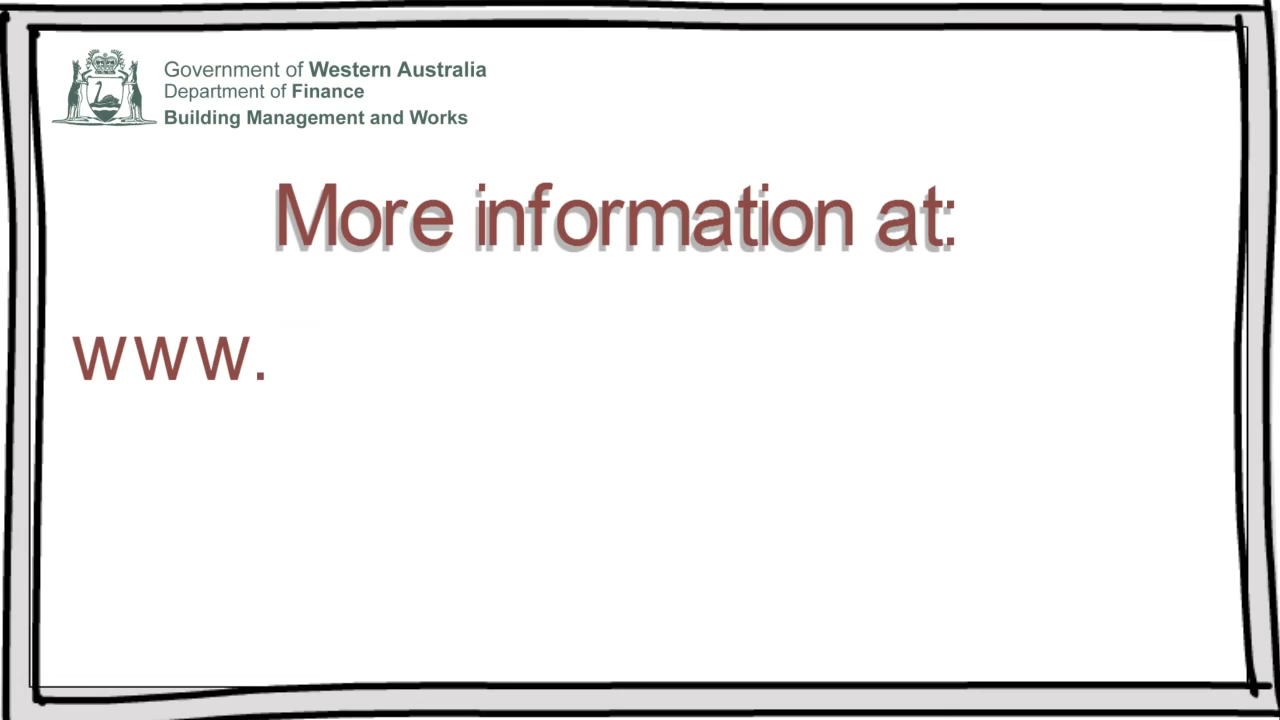 Government of Western Australia
Department of Finance
Building Management and Works
More information at:
www.